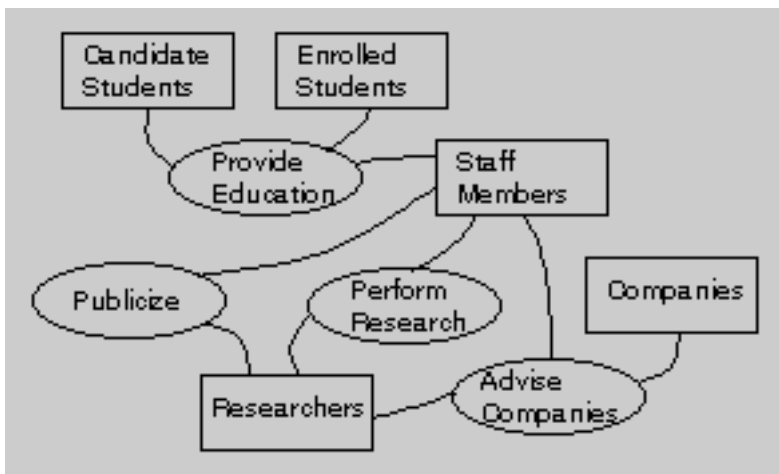 Candidate
Students
Enrolled
Students
Provide
Education
Staff
Members
Publicize
Perform
Research
Companies
Researchers
Advise
Companies